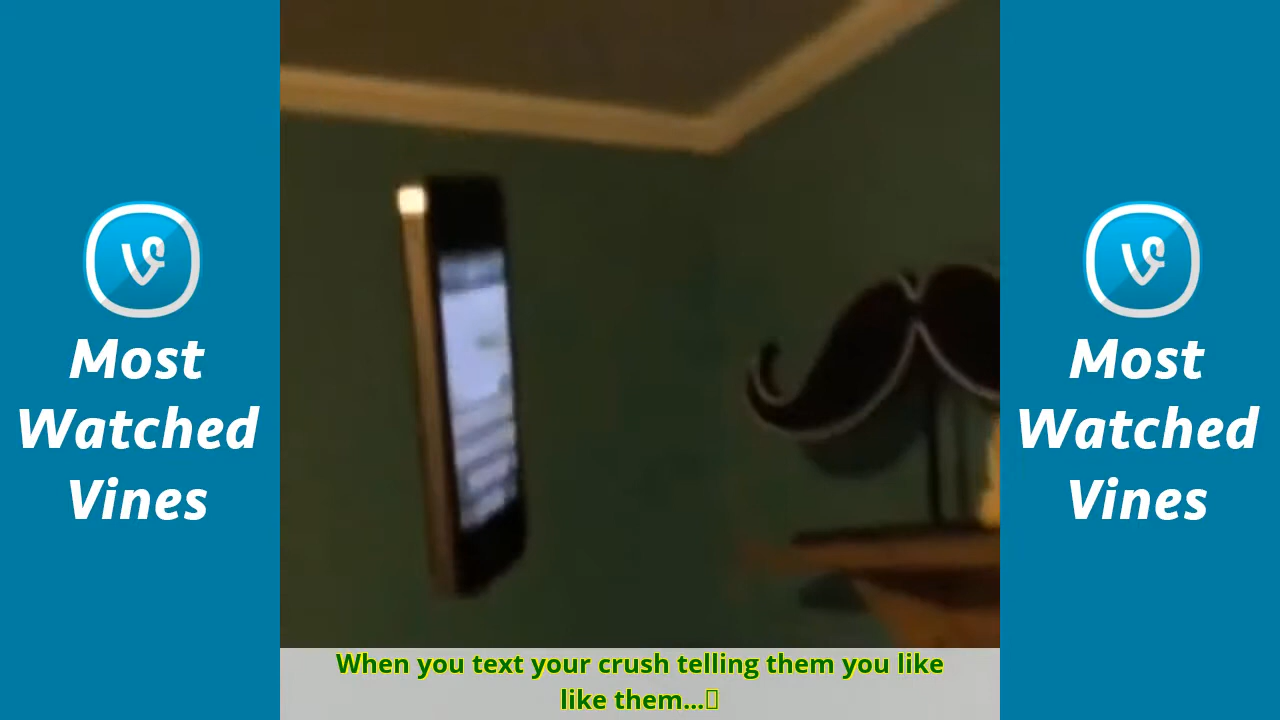 Most
Watched
Vines
Most
Watched
Vines
When you text your crush telling them you like
like them...